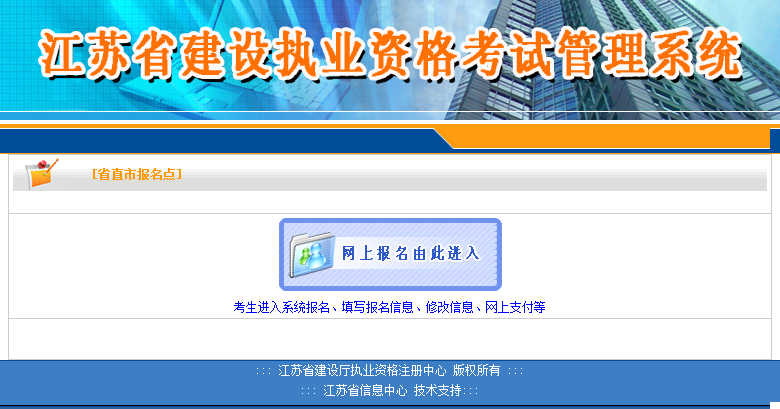 江苏省建设执业资格考试管理系统
[省直市报名点]
网上报名由此进入
考生进入系统报名、填写报名信息、修改信息、网上支付等
::: 江苏省建设厅执业资格注册中心 版权所有 :::
::: 江苏省信息中心 技术支持:::